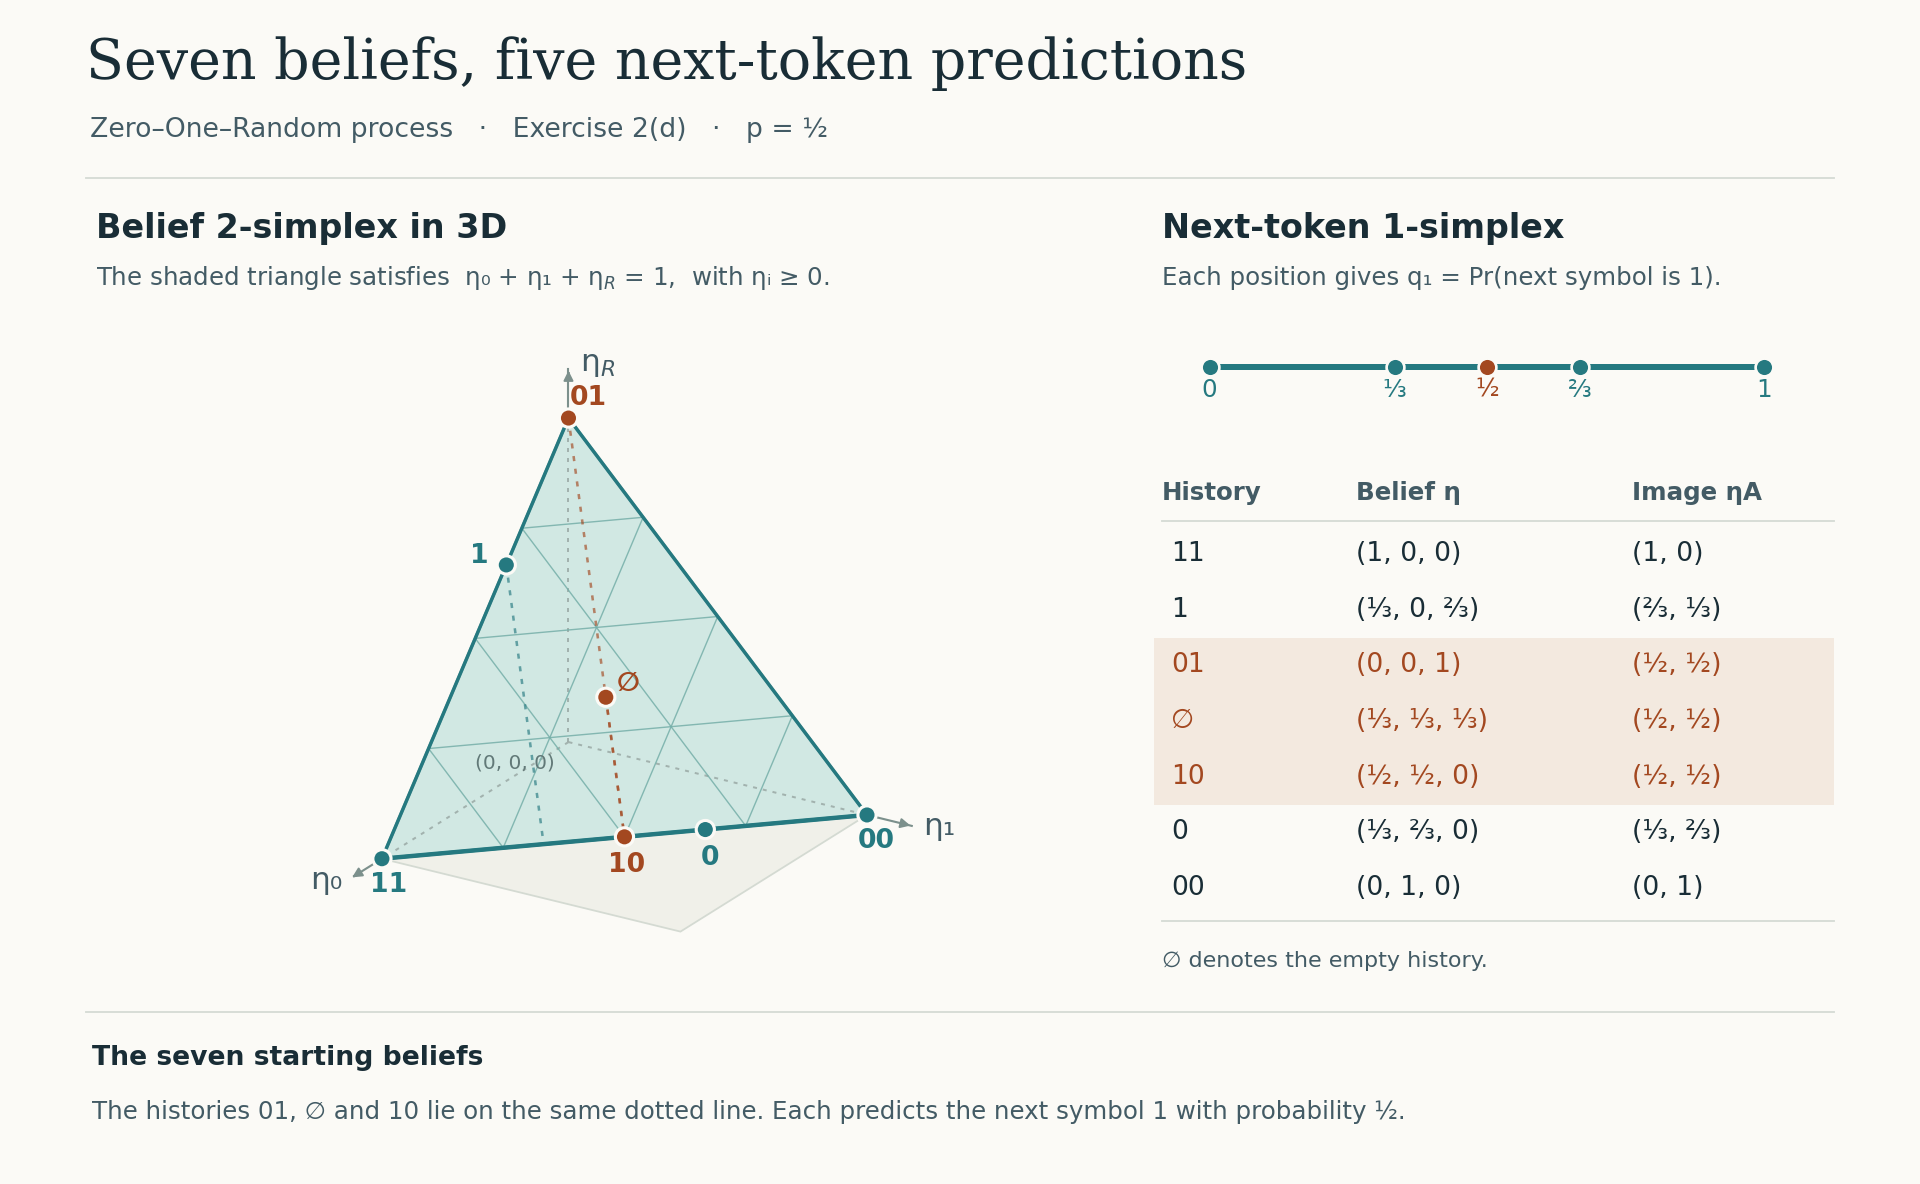 Seven beliefs, five next-token predictions
Zero–One–Random process · Exercise 2(d) · p = ½
Belief 2-simplex in 3D
The shaded triangle satisfies η₀ + η₁ + η_R = 1, with ηᵢ ≥ 0.
η_R
01
1
∅
(0, 0, 0)
00
η₁
10
0
η₀
11
Next-token 1-simplex
Each position gives q₁ = Pr(next symbol is 1).
0 ⅓ ½ ⅔ 1
History Belief η Image ηA
11 (1, 0, 0) (1, 0)
1 (⅓, 0, ⅔) (⅔, ⅓)
01 (0, 0, 1) (½, ½)
∅ (⅓, ⅓, ⅓) (½, ½)
10 (½, ½, 0) (½, ½)
0 (⅓, ⅔, 0) (⅓, ⅔)
00 (0, 1, 0) (0, 1)
∅ denotes the empty history.
The seven starting beliefs
The histories 01, ∅ and 10 lie on the same dotted line. Each predicts the next symbol 1 with probability ½.